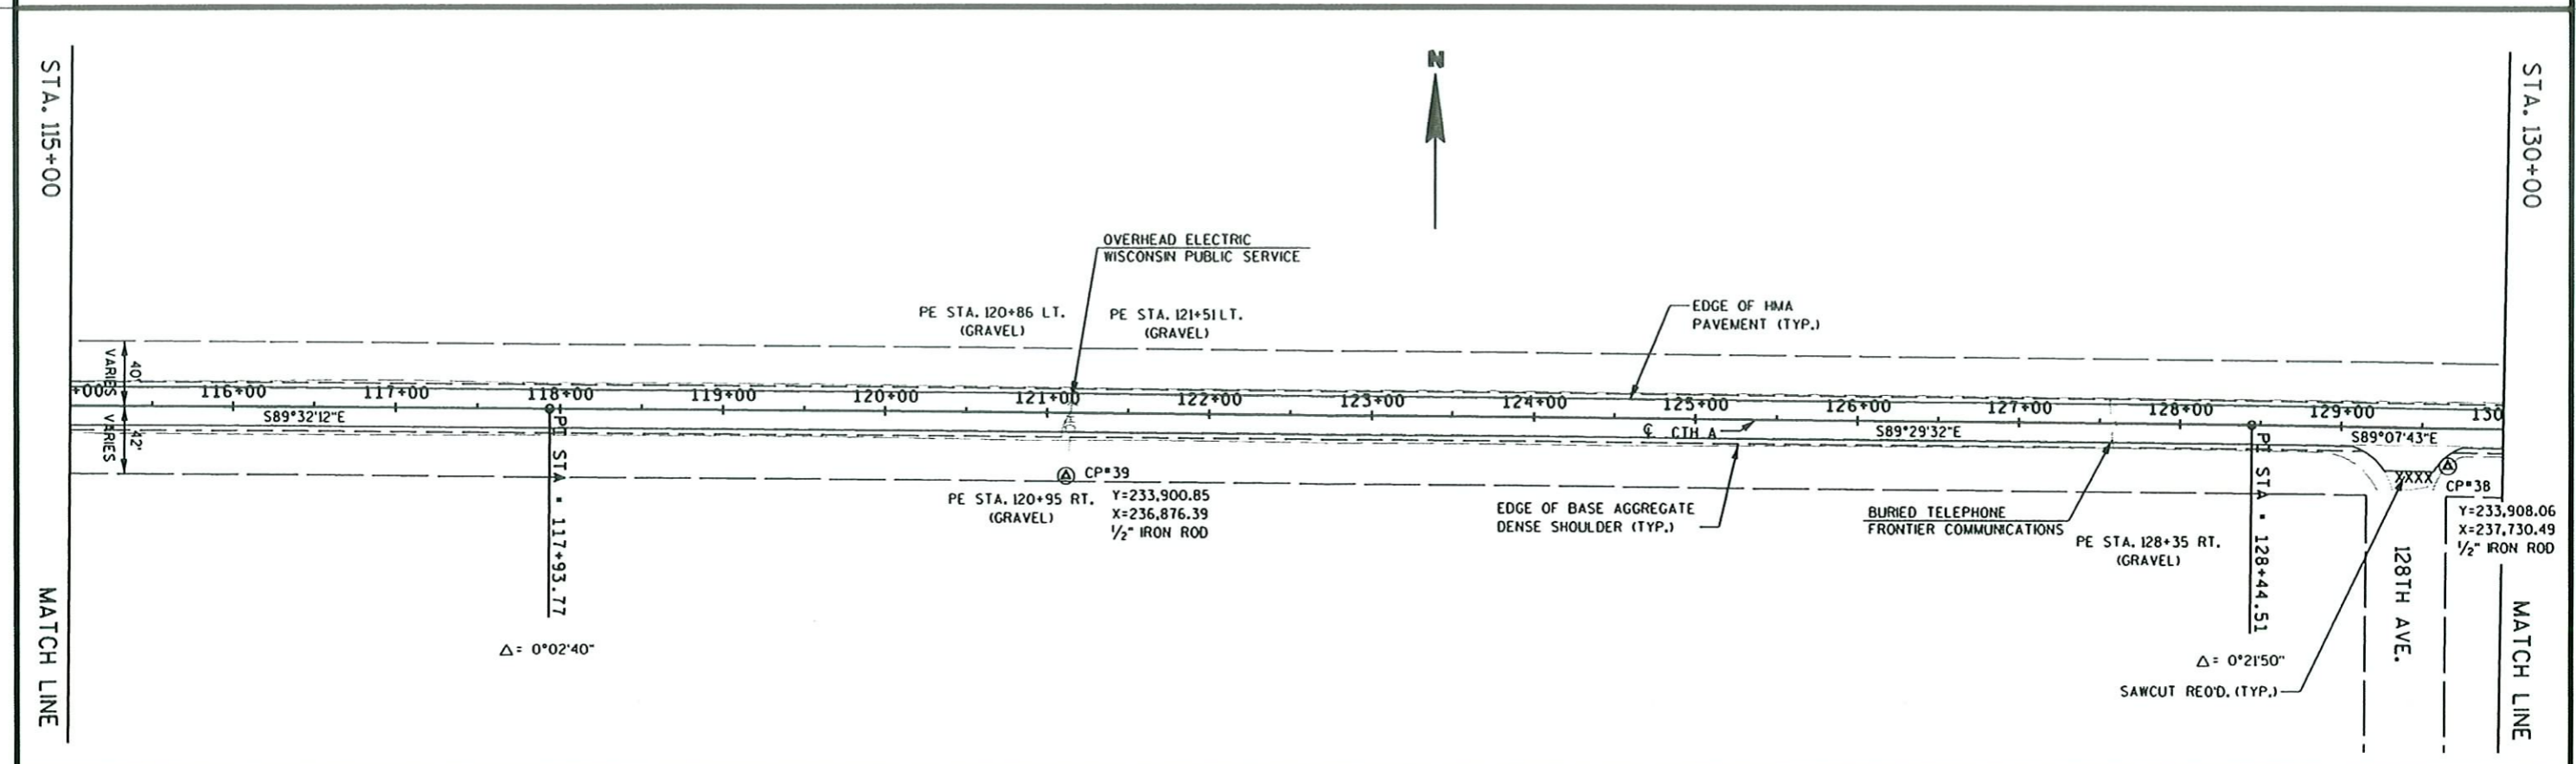 STA. 115+00
MATCH LINE
N
STA. 130+00
MATCH LINE
OVERHEAD ELECTRIC
WISCONSIN PUBLIC SERVICE
PE STA. 120+86 LT.
(GRAVEL)
PE STA. 121+51 LT.
(GRAVEL)
EDGE OF HMA
PAVEMENT (TYP.)
40'
VARIES
42'
VARIES
+00 116+00 117+00 118+00 119+00 120+00 121+00 122+00 123+00 124+00 125+00 126+00 127+00 128+00 129+00 130
S89°32'12"E
℄ CTH A
S89°29'32"E
S89°07'43"E
PI STA = 117+93.77
Δ= 0°02'40"
CP#39
Y=233,900.85
X=236,876.39
1/2" IRON ROD
PE STA. 120+95 RT.
(GRAVEL)
EDGE OF BASE AGGREGATE
DENSE SHOULDER (TYP.)
BURIED TELEPHONE
FRONTIER COMMUNICATIONS
PE STA. 128+35 RT.
(GRAVEL)
PI STA = 128+44.51
Δ= 0°21'50"
SAWCUT REQ'D. (TYP.)
XXXX
128TH AVE.
CP#38
Y=233,908.06
X=237,730.49
1/2" IRON ROD